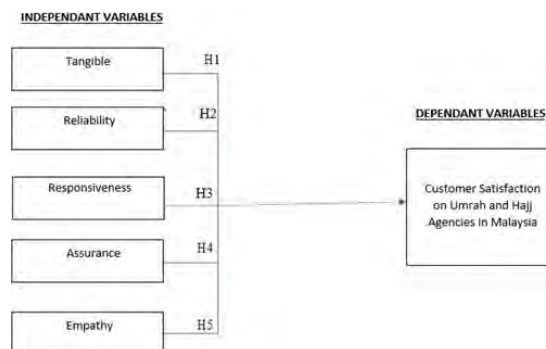 INDEPENDANT VARIABLES
Tangible
H1
Reliability
H2
DEPENDANT VARIABLES
Responsiveness
H3
Customer Satisfaction
on Umrah and Hajj
Agencies in Malaysia
Assurance
H4
Empathy
H5